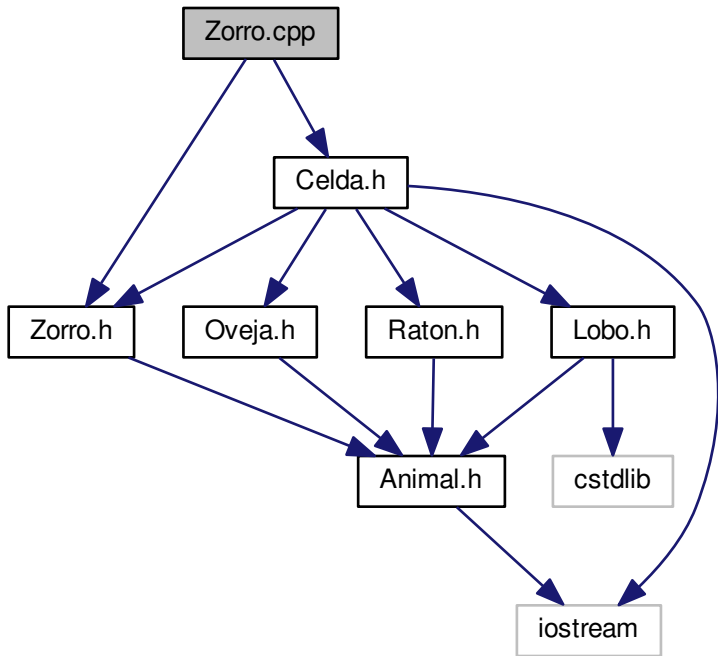 Zorro.cpp
Celda.h
Zorro.h
Oveja.h
Raton.h
Lobo.h
Animal.h
cstdlib
iostream